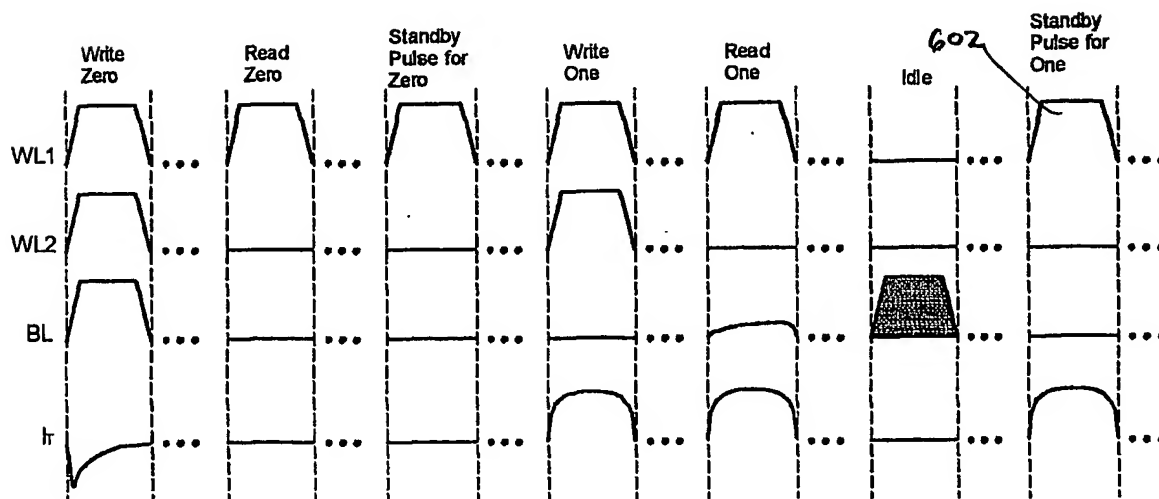 Write
Zero
Read
Zero
Standby
Pulse for
Zero
Write
One
Read
One
Idle
602
Standby
Pulse for
One
WL1
WL2
BL
IT